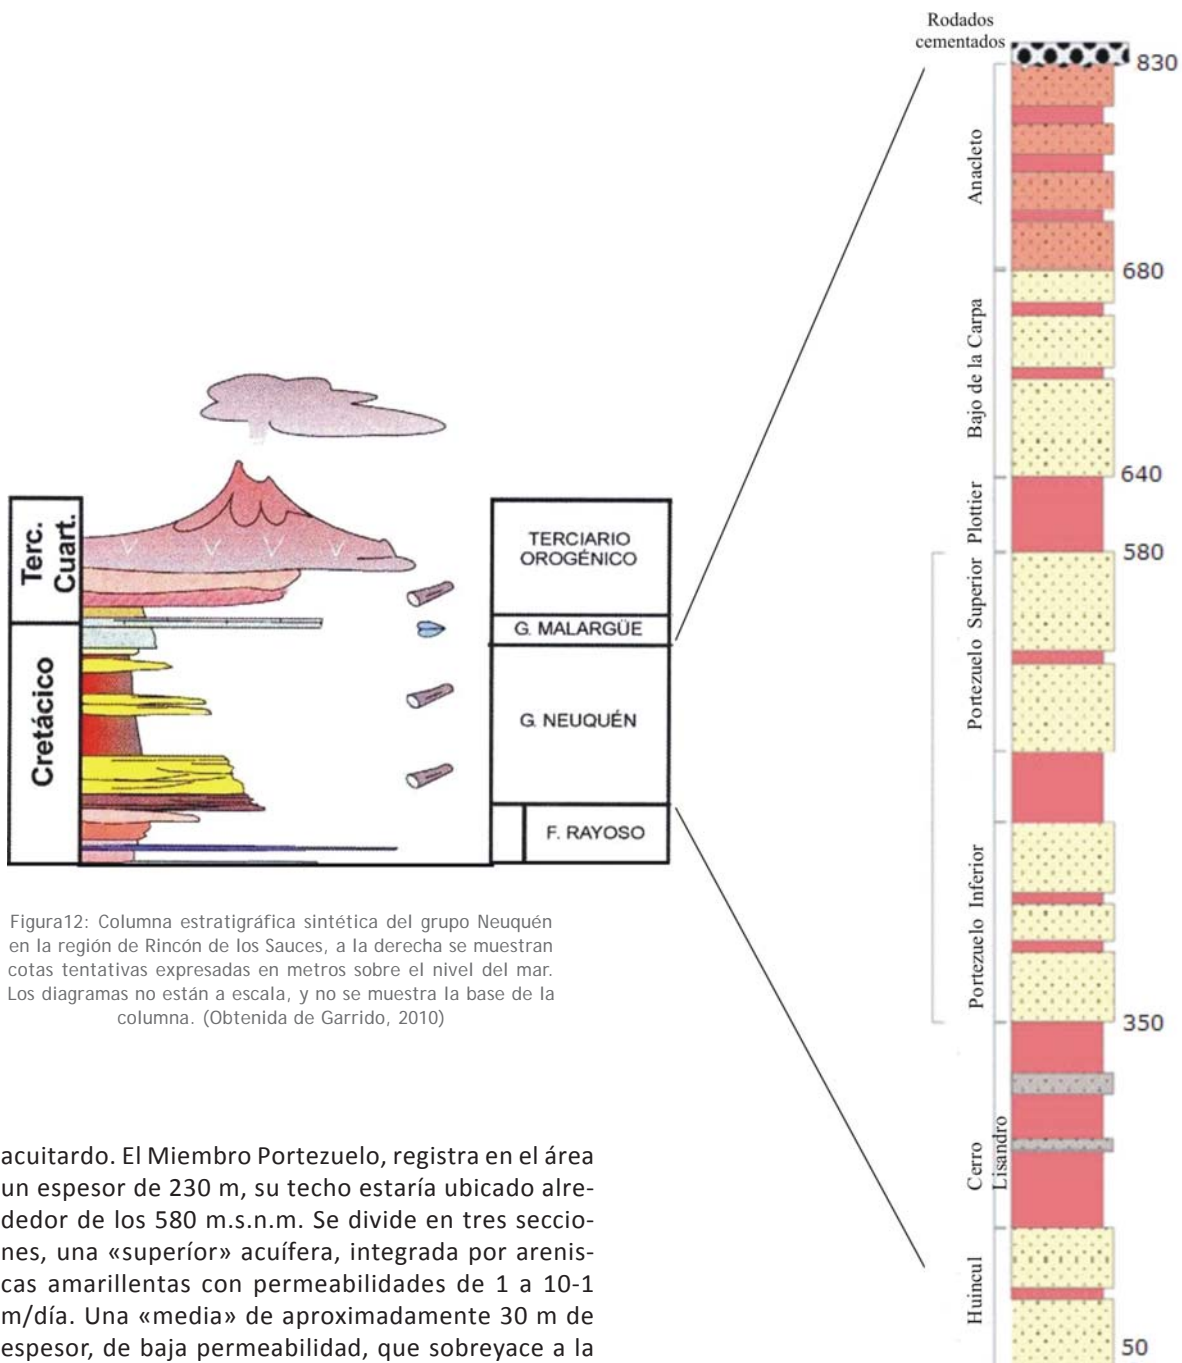 Rodados
cementados
830
Anacleto
680
Bajo de la Carpa
640
Plottier
580
Portezuelo Superior
Portezuelo Inferior
350
Cerro
Lisandro
Huincul
50
Terc.
Cuart.
Cretácico
TERCIARIO
OROGÉNICO
G. MALARGÜE
G. NEUQUÉN
F. RAYOSO
Figura12: Columna estratigráfica sintética del grupo Neuquén
en la región de Rincón de los Sauces, a la derecha se muestran
cotas tentativas expresadas en metros sobre el nivel del mar.
Los diagramas no están a escala, y no se muestra la base de la
columna. (Obtenida de Garrido, 2010)
acuitardo. El Miembro Portezuelo, registra en el área
un espesor de 230 m, su techo estaría ubicado alre-
dedor de los 580 m.s.n.m. Se divide en tres seccio-
nes, una «superíor» acuífera, integrada por arenis-
cas amarillentas con permeabilidades de 1 a 10-1
m/día. Una «media» de aproximadamente 30 m de
espesor, de baja permeabilidad, que sobreyace a la